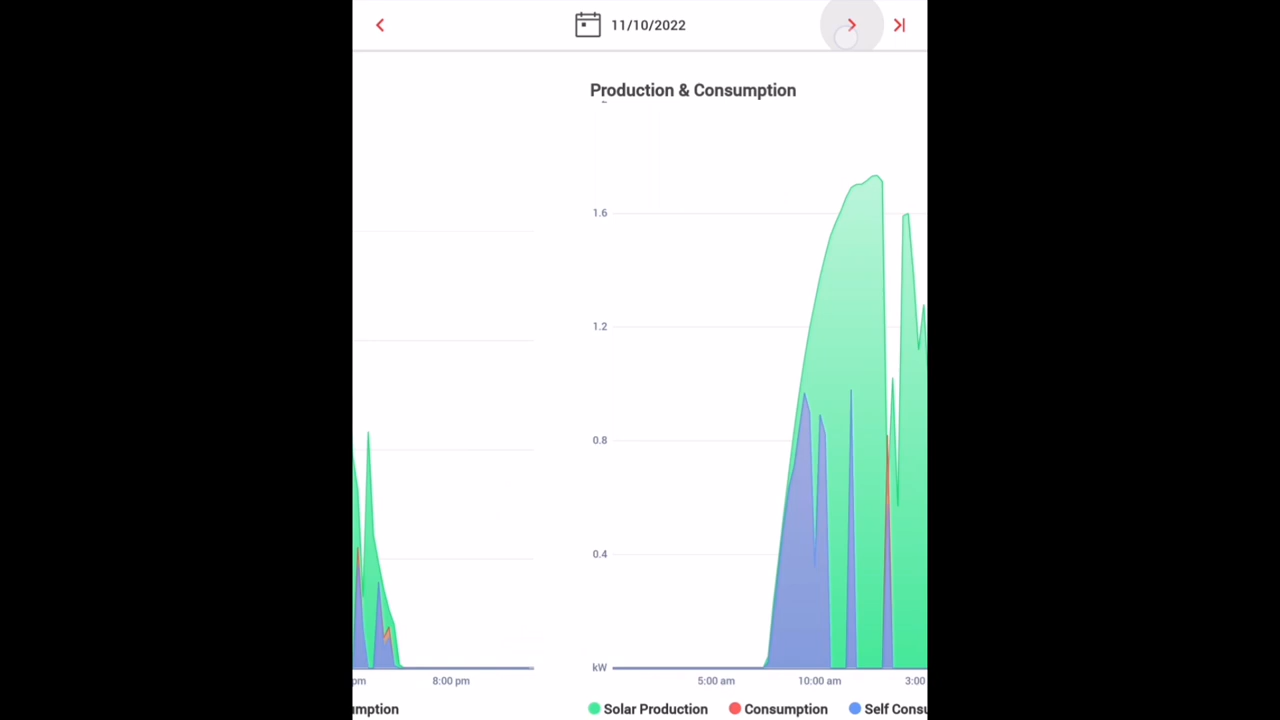 11/10/2022
Production & Consumption
1.6
1.2
0.8
0.4
kW
pm 8:00 pm
5:00 am 10:00 am 3:00
mption
Solar Production Consumption Self Consu